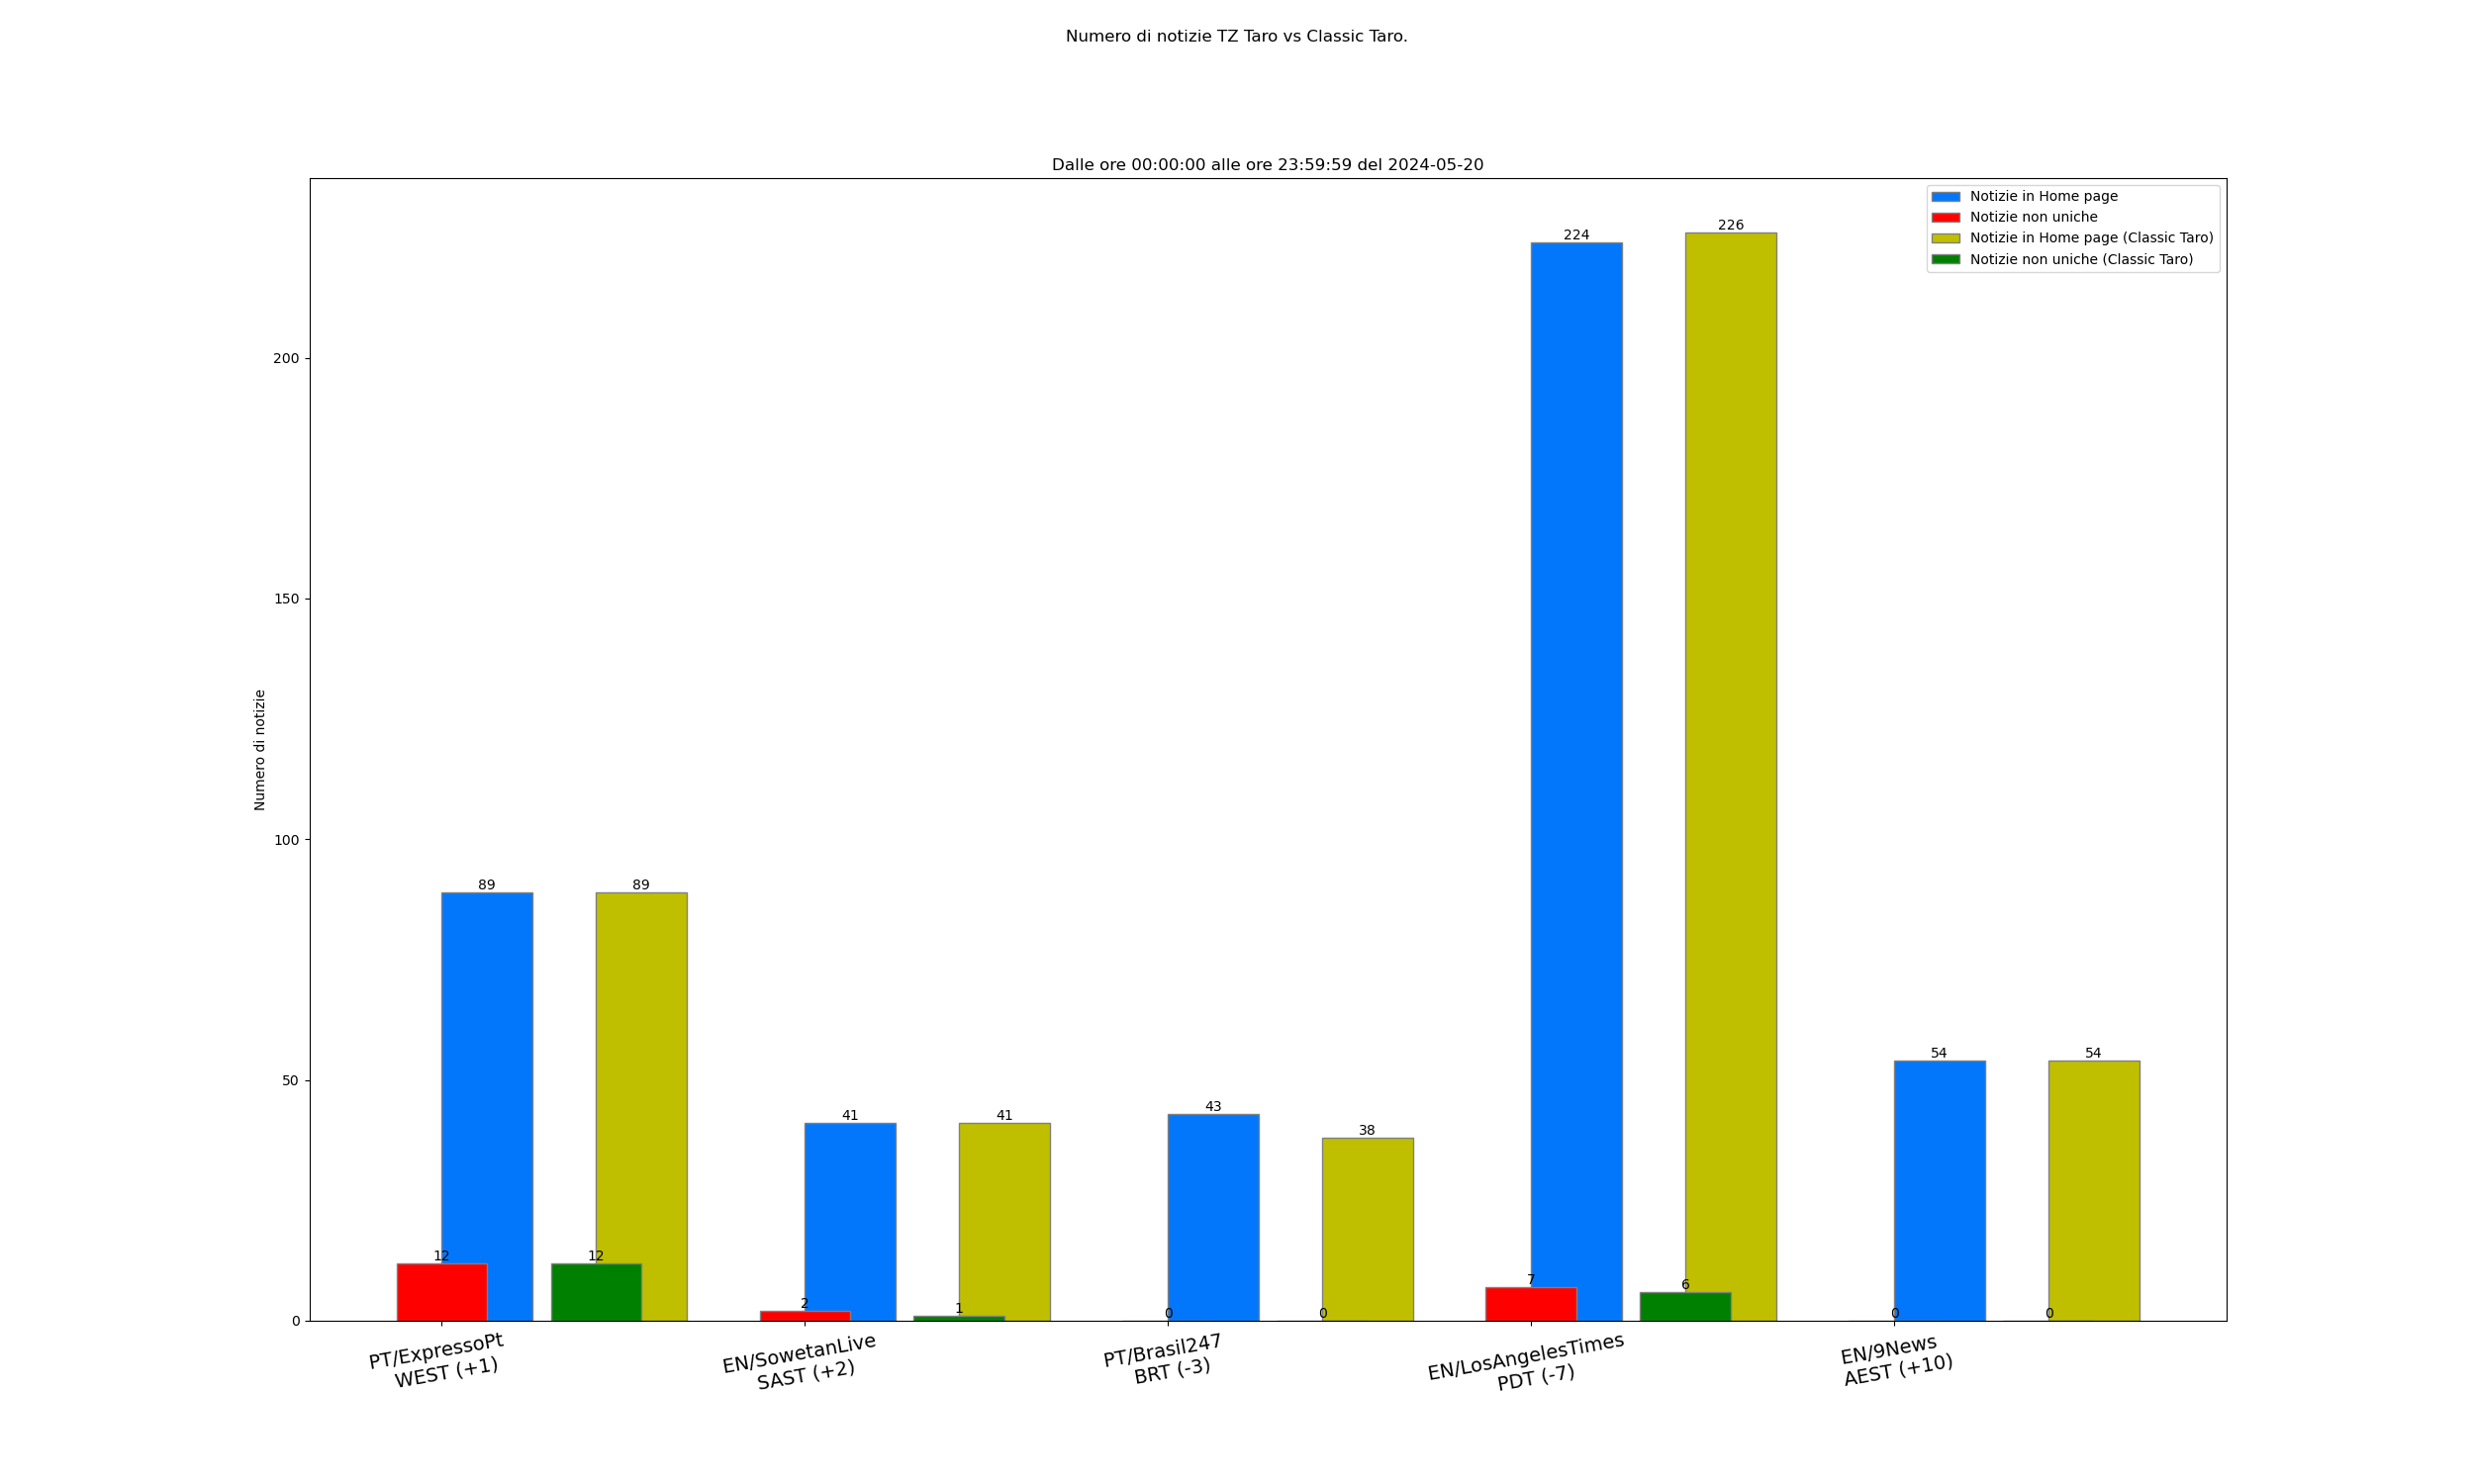 Numero di notizie TZ Taro vs Classic Taro.
Dalle ore 00:00:00 alle ore 23:59:59 del 2024-05-20
Notizie in Home page
Notizie non uniche
Notizie in Home page (Classic Taro)
Notizie non uniche (Classic Taro)
Numero di notizie
200
150
100
50
0
89
89
12
12
41
41
2
1
43
38
0
0
224
226
7
6
54
54
0
0
PT/ExpressoPt
WEST (+1)
EN/SowetanLive
SAST (+2)
PT/Brasil247
BRT (-3)
EN/LosAngelesTimes
PDT (-7)
EN/9News
AEST (+10)